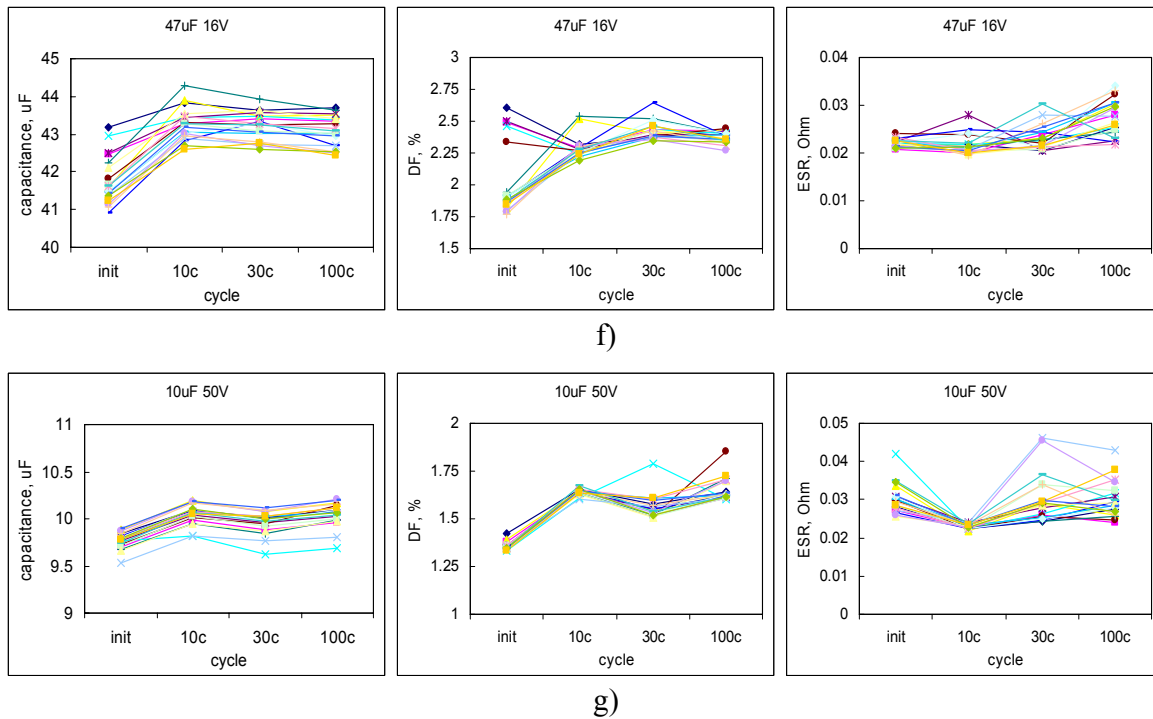 47uF 16V
45
44
43
42
41
40
capacitance, uF
init 10c 30c 100c
cycle
47uF 16V
3
2.75
2.5
2.25
2
1.75
1.5
DF, %
init 10c 30c 100c
cycle
47uF 16V
0.04
0.03
0.02
0.01
0
ESR, Ohm
init 10c 30c 100c
cycle
f)
10uF 50V
11
10.5
10
9.5
9
capacitance, uF
init 10c 30c 100c
cycle
10uF 50V
2
1.75
1.5
1.25
1
DF, %
init 10c 30c 100c
cycle
10uF 50V
0.05
0.04
0.03
0.02
0.01
0
ESR, Ohm
init 10c 30c 100c
cycle
g)